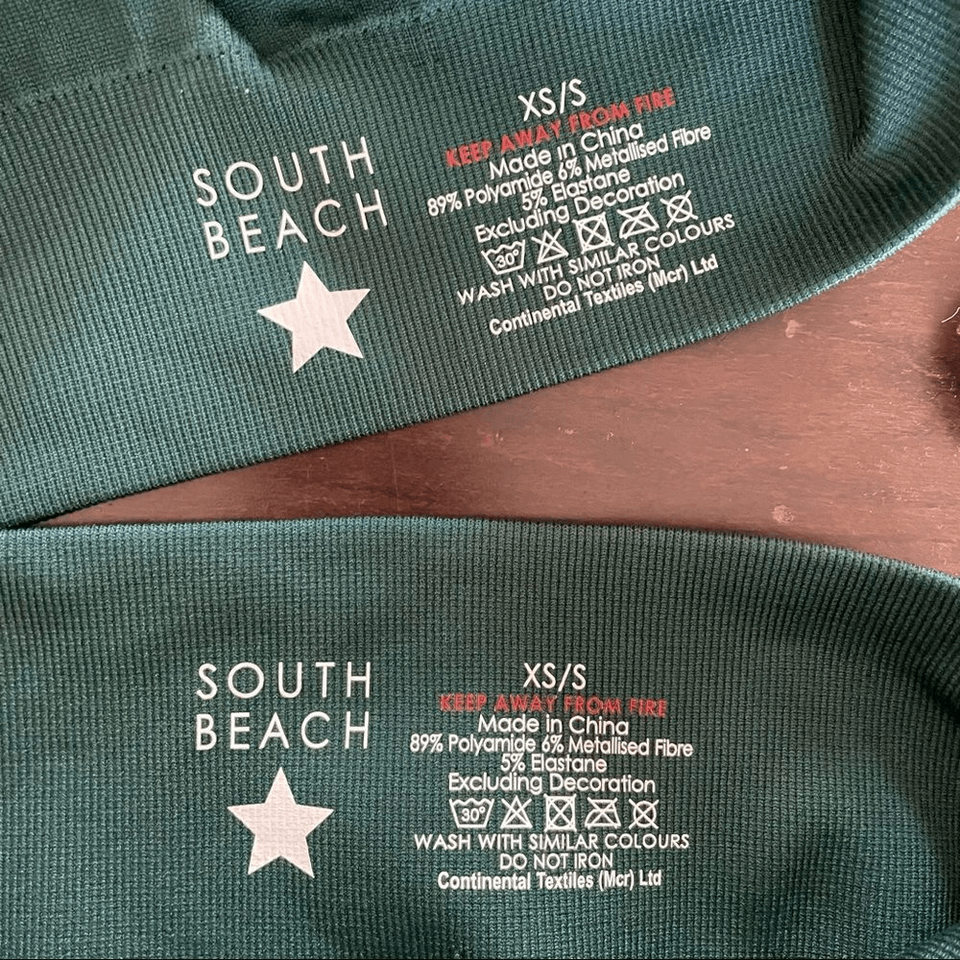 SOUTH
BEACH
XS/S
KEEP AWAY FROM FIRE
Made in China
89% Polyamide 6% Metallised Fibre
5% Elastane
Excluding Decoration
30°
WASH WITH SIMILAR COLOURS
DO NOT IRON
Continental Textiles (Mcr) Ltd
SOUTH
BEACH
XS/S
KEEP AWAY FROM FIRE
Made in China
89% Polyamide 6% Metallised Fibre
5% Elastane
Excluding Decoration
30°
WASH WITH SIMILAR COLOURS
DO NOT IRON
Continental Textiles (Mcr) Ltd